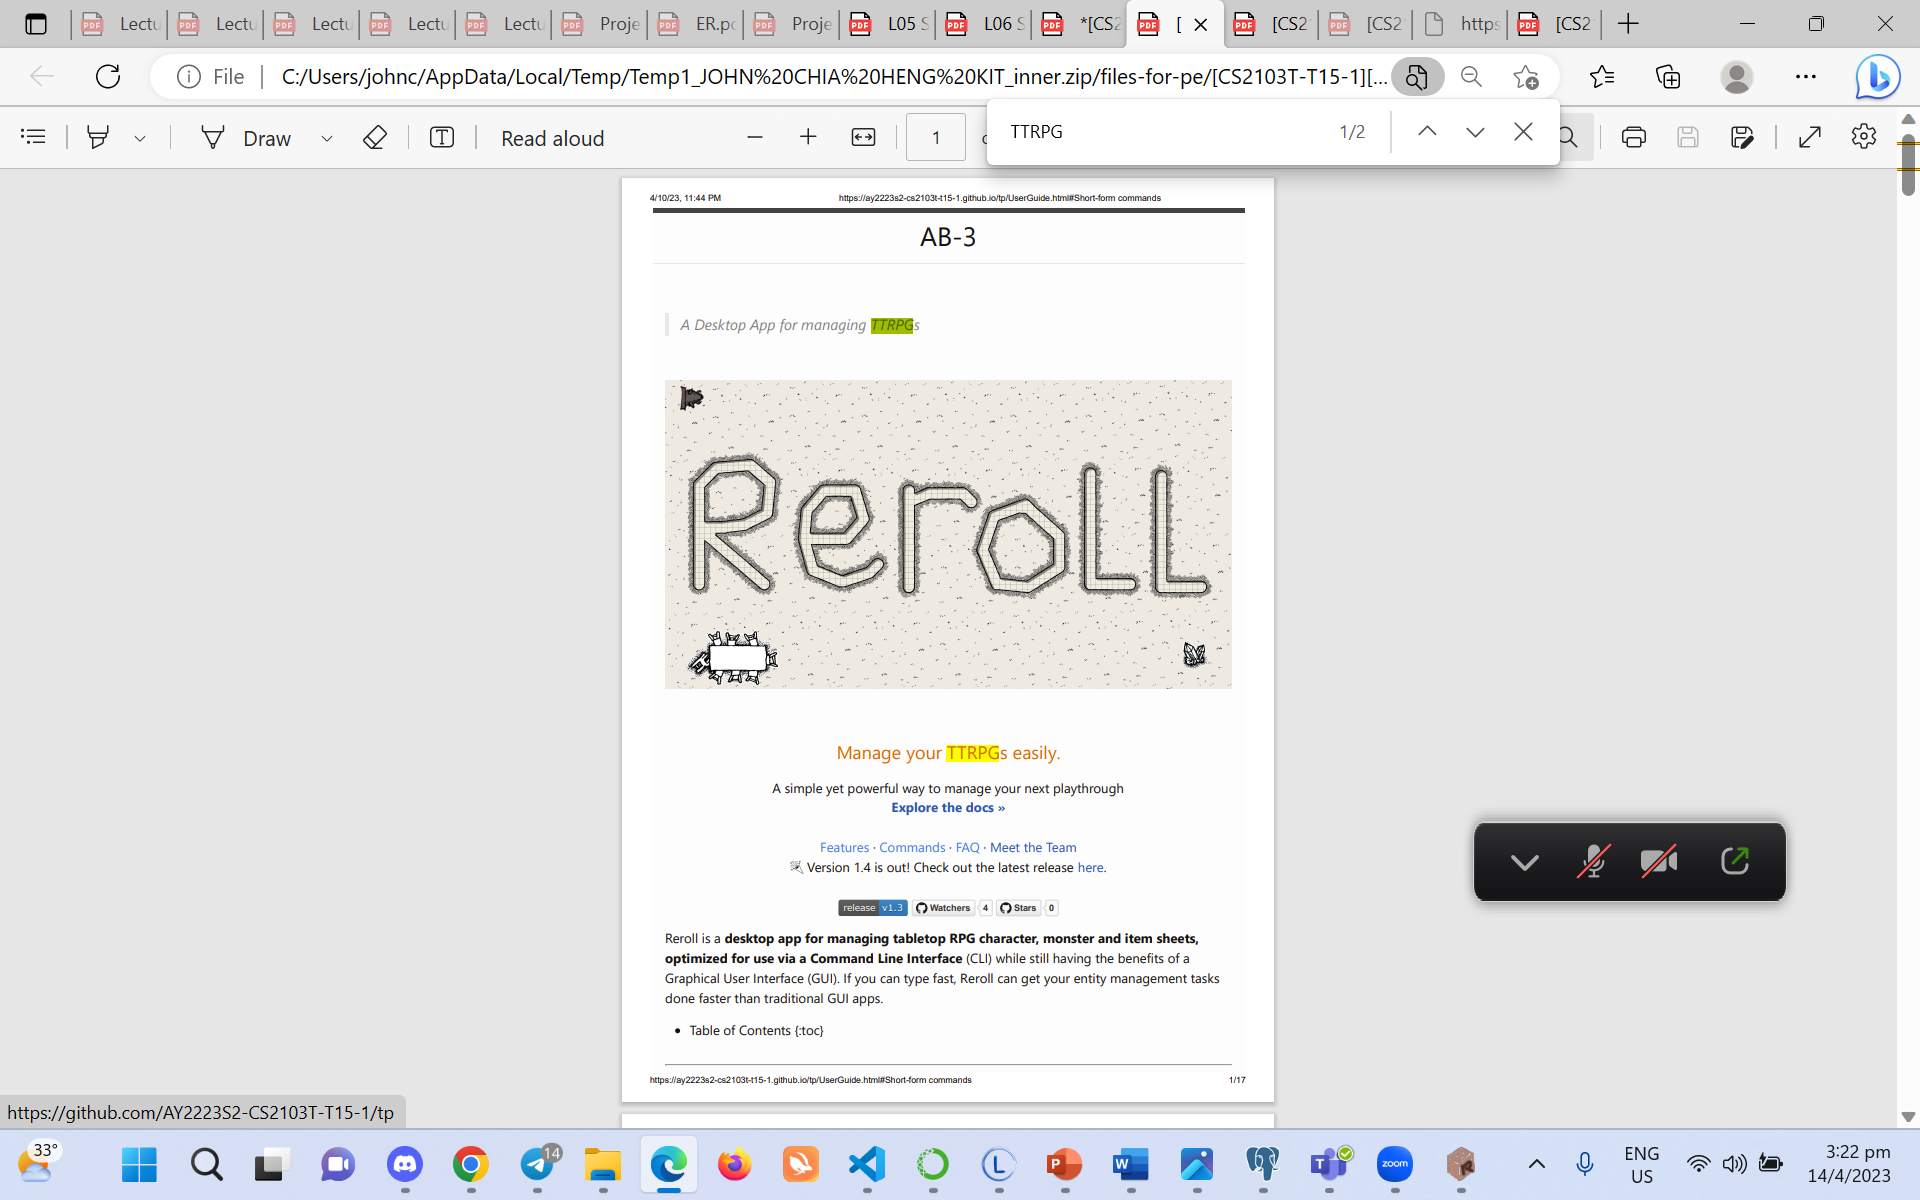 Lectu
Lectu
Lectu
Lectu
Lectu
Proje
ER.pd
Proje
L05 S
L06 S
*[CS2
[
[CS2
[CS2
https
[CS2
File
C:/Users/johnc/AppData/Local/Temp/Temp1_JOHN%20CHIA%20HENG%20KIT_inner.zip/files-for-pe/[CS2103T-T15-1][...
Draw
Read aloud
1
TTRPG
1/2
4/10/23, 11:44 PM
https://ay2223s2-cs2103t-t15-1.github.io/tp/UserGuide.html#Short-form commands
AB-3
A Desktop App for managing TTRPGs
Reroll
Manage your TTRPGs easily.
A simple yet powerful way to manage your next playthrough
Explore the docs »
Features · Commands · FAQ · Meet the Team
Version 1.4 is out! Check out the latest release here.
release v1.3 Watchers 4 Stars 0
Reroll is a desktop app for managing tabletop RPG character, monster and item sheets,
optimized for use via a Command Line Interface (CLI) while still having the benefits of a
Graphical User Interface (GUI). If you can type fast, Reroll can get your entity management tasks
done faster than traditional GUI apps.
• Table of Contents {:toc}
https://ay2223s2-cs2103t-t15-1.github.io/tp/UserGuide.html#Short-form commands
1/17
https://github.com/AY2223S2-CS2103T-T15-1/tp
33°
14
zoom
ENG
US
3:22 pm
14/4/2023